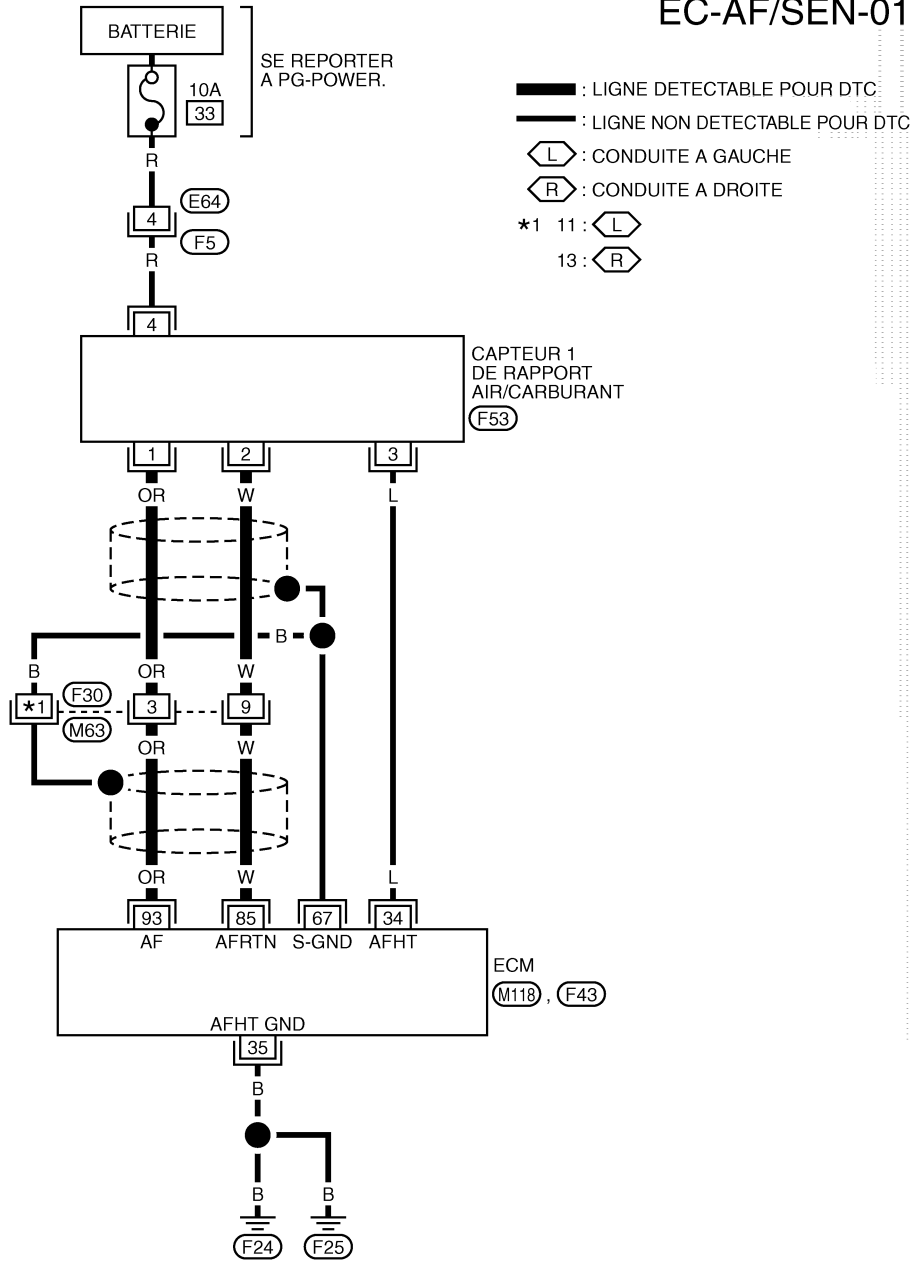 EC-AF/SEN-01
BATTERIE
SE REPORTER
A PG-POWER.
10A
33
: LIGNE DETECTABLE POUR DTC
: LIGNE NON DETECTABLE POUR DTC
L : CONDUITE A GAUCHE
R : CONDUITE A DROITE
*1 11 : L
13 : R
R
4
E64
F5
R
4
CAPTEUR 1
DE RAPPORT
AIR/CARBURANT
F53
1 2 3
OR W L
B
B OR W
*1 F30 3 9
M63
OR W
OR W L
93 85 67 34
AF AFRTN S-GND AFHT
ECM
M118 , F43
AFHT GND
35
B
B B
F24 F25